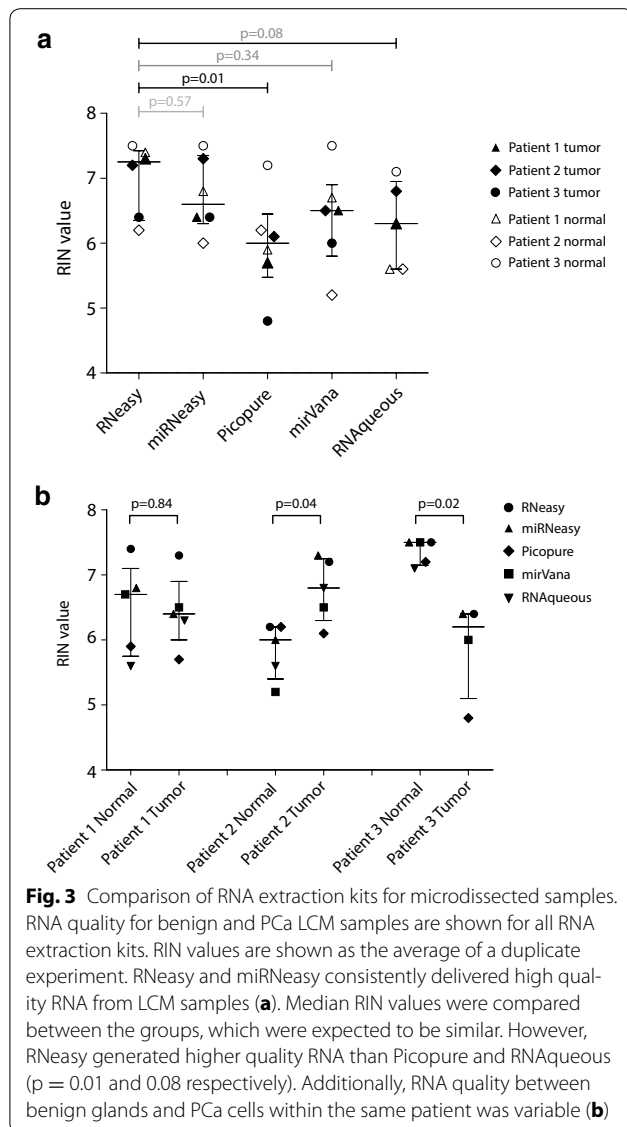 a
p=0.08
p=0.34
p=0.01
p=0.57
8
7
6
5
4
RIN value
RNeasy
miRNeasy
Picopure
mirVana
RNAqueous
Patient 1 tumor
Patient 2 tumor
Patient 3 tumor
Patient 1 normal
Patient 2 normal
Patient 3 normal
b
p=0.84
p=0.04
p=0.02
8
7
6
5
4
RIN value
Patient 1 Normal
Patient 1 Tumor
Patient 2 Normal
Patient 2 Tumor
Patient 3 Normal
Patient 3 Tumor
RNeasy
miRNeasy
Picopure
mirVana
RNAqueous
Fig. 3 Comparison of RNA extraction kits for microdissected samples.
RNA quality for benign and PCa LCM samples are shown for all RNA
extraction kits. RIN values are shown as the average of a duplicate
experiment. RNeasy and miRNeasy consistently delivered high qual-
ity RNA from LCM samples (a). Median RIN values were compared
between the groups, which were expected to be similar. However,
RNeasy generated higher quality RNA than Picopure and RNAqueous
(p = 0.01 and 0.08 respectively). Additionally, RNA quality between
benign glands and PCa cells within the same patient was variable (b)